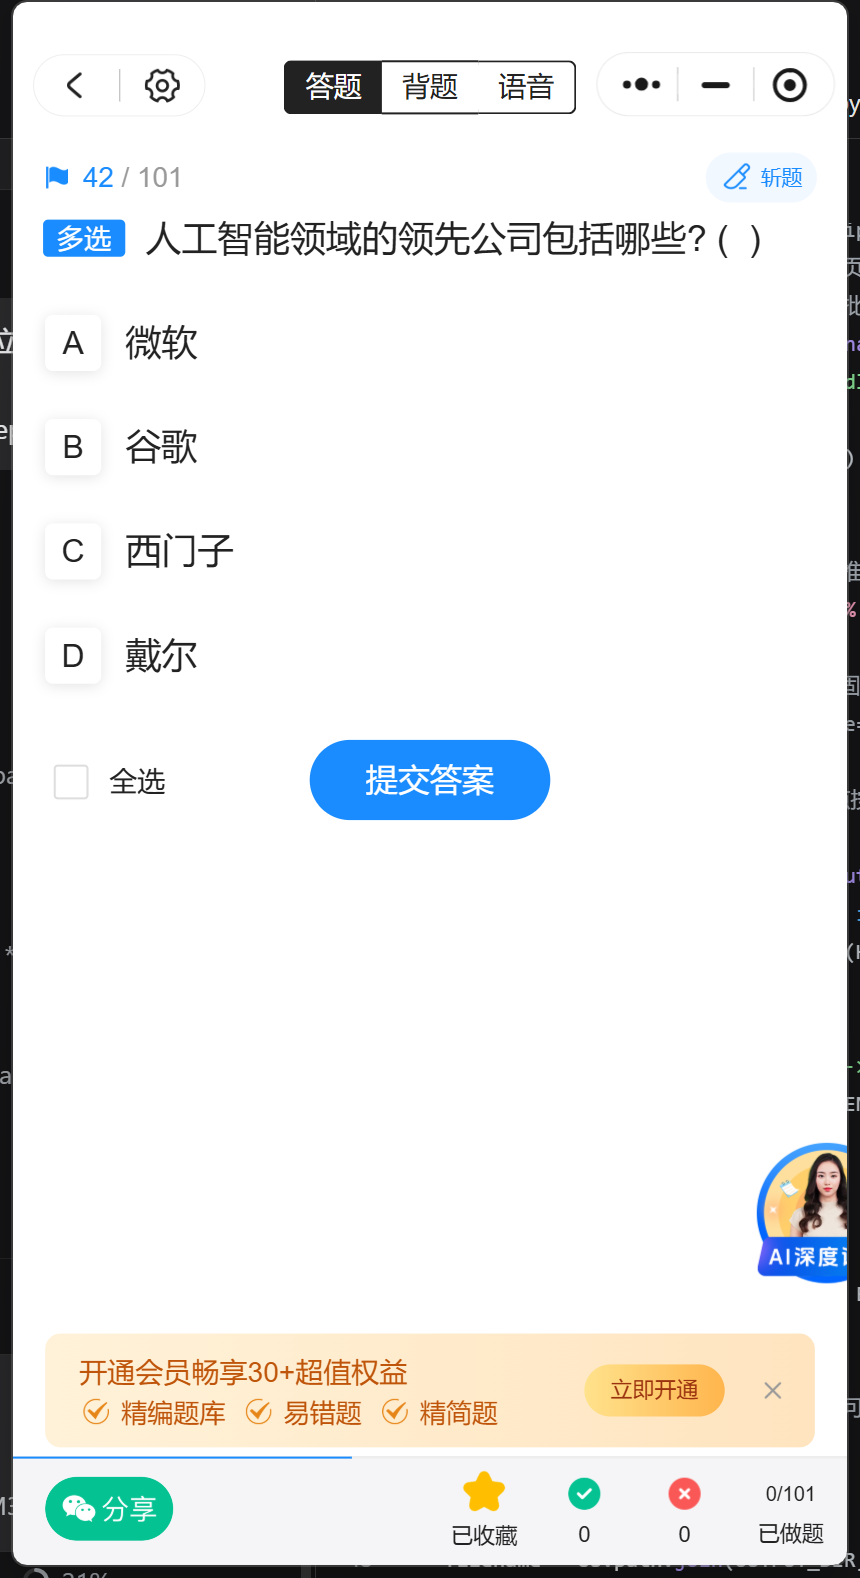 答题 背题 语音
42 / 101
斩题
多选 人工智能领域的领先公司包括哪些? ( )
A 微软
B 谷歌
C 西门子
D 戴尔
全选
提交答案
AI深度
开通会员畅享30+超值权益
精编题库 易错题 精简题
立即开通
分享
已收藏
0
0
0/101
已做题